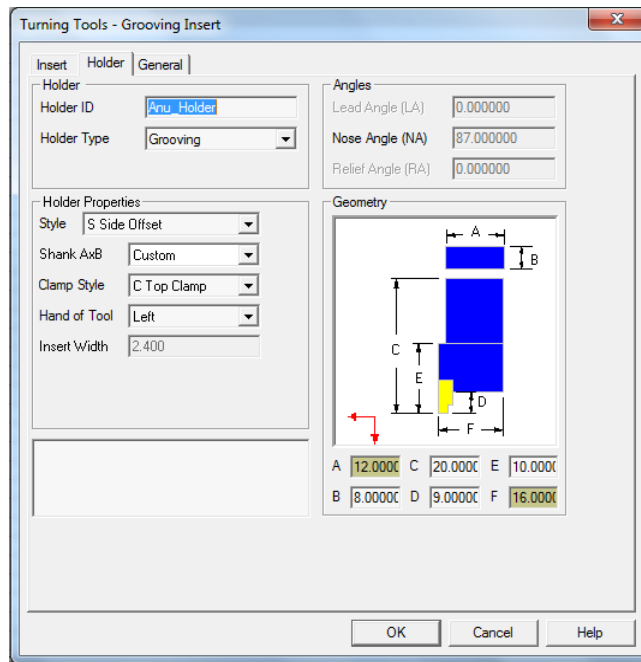 Turning Tools - Grooving Insert
Insert Holder General
Holder
Holder ID Anu_Holder
Holder Type Grooving
Angles
Lead Angle (LA) 0.000000
Nose Angle (NA) 87.000000
Relief Angle (RA) 0.000000
Holder Properties
Style S Side Offset
Shank AxB Custom
Clamp Style C Top Clamp
Hand of Tool Left
Insert Width 2.400
Geometry
A
B
C
E
D
F
A 12.0000 C 20.0000 E 10.0000
B 8.00000 D 9.00000 F 16.0000
OK Cancel Help